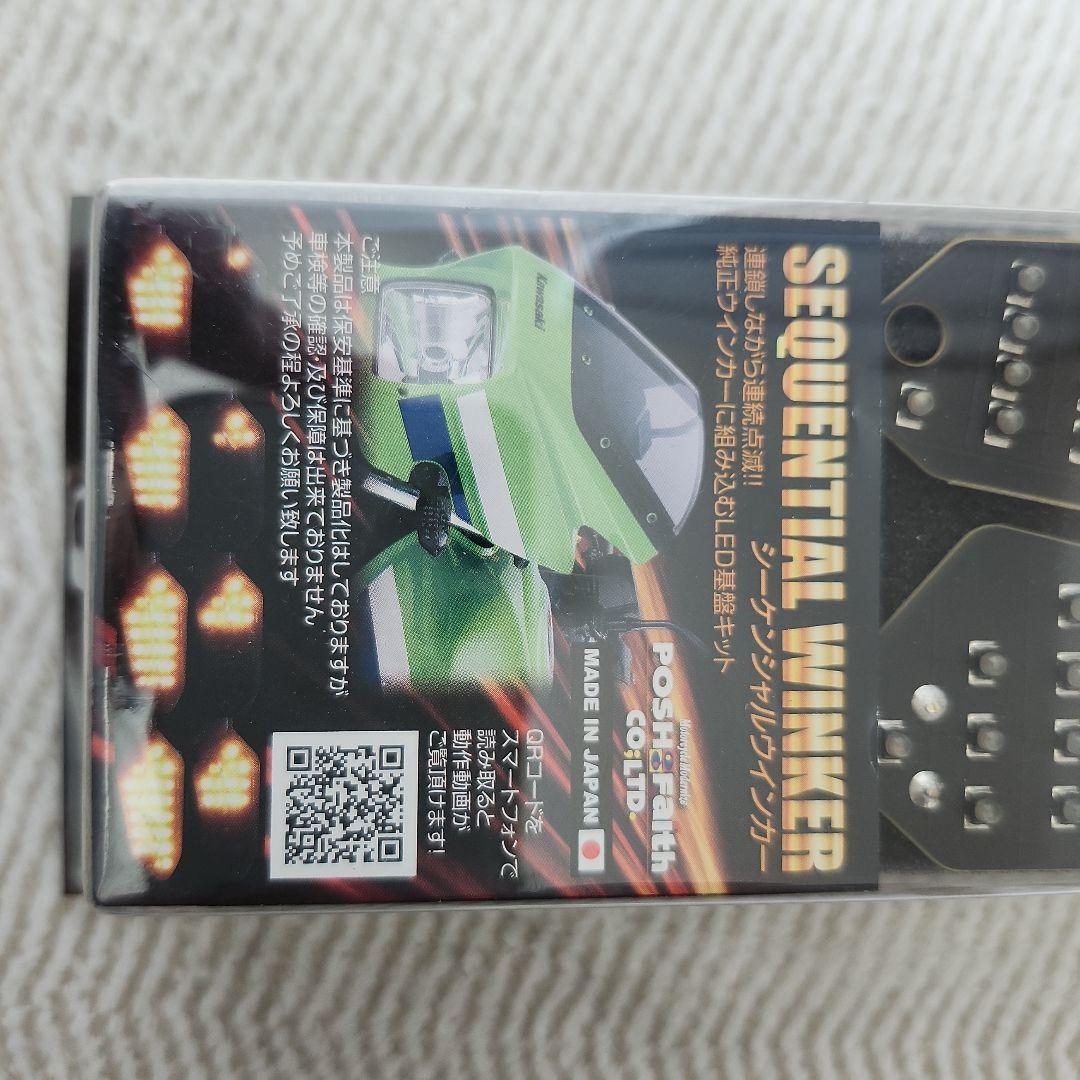 SEQUENTIAL WINKER
シーケンシャルウインカー
連鎖しながら連続点滅!!
純正ウインカーに組み込むLED基盤キット
Kawasaki
POSH Faith
CO.LTD.
MADE IN JAPAN
QRコードを
スマートフォンで
読み取ると
動作動画が
ご覧頂けます!
ご注意
本製品は保安基準に基づき製品化はしておりますが
車検等の確認・及び保障は出来ておりません
予めご了承の程よろしくお願い致します